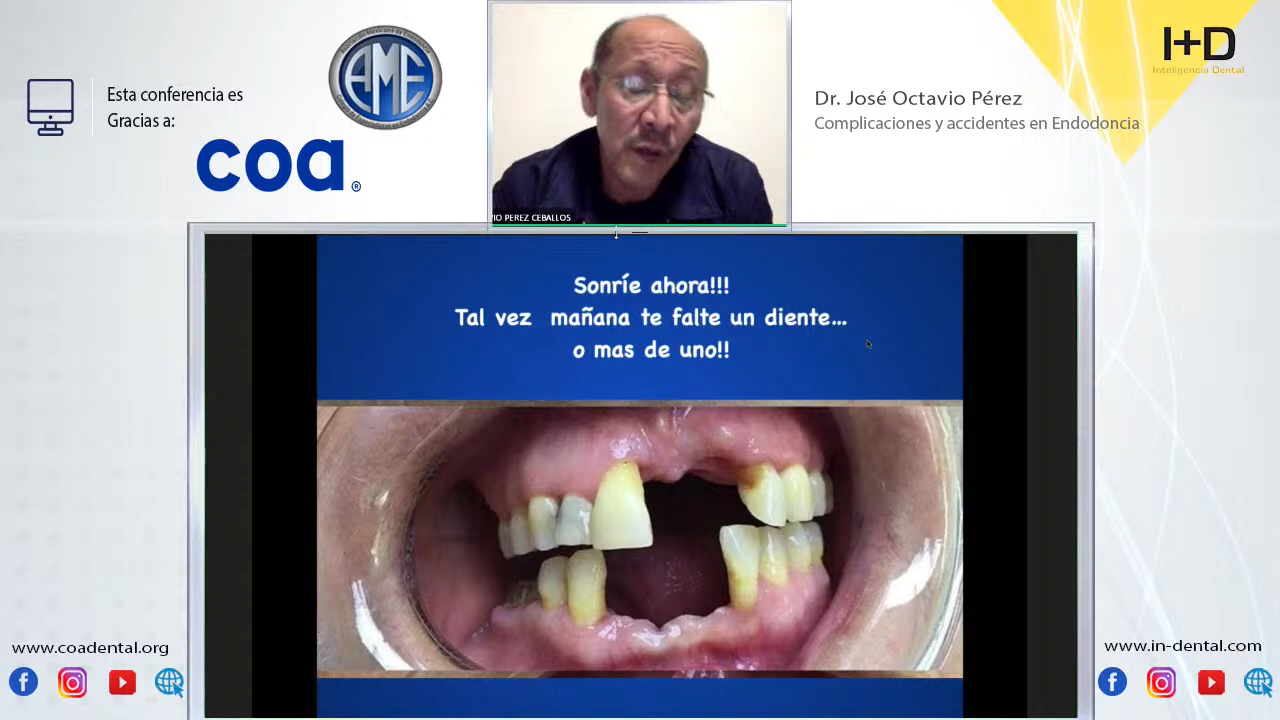 Esta conferencia es
Gracias a:
AME
coa®
IO PEREZ CEBALLOS
I+D
Inteligencia Dental
Dr. José Octavio Pérez
Complicaciones y accidentes en Endodoncia
Sonríe ahora!!!
Tal vez mañana te falte un diente...
o mas de uno!!
www.coadental.org
www.in-dental.com